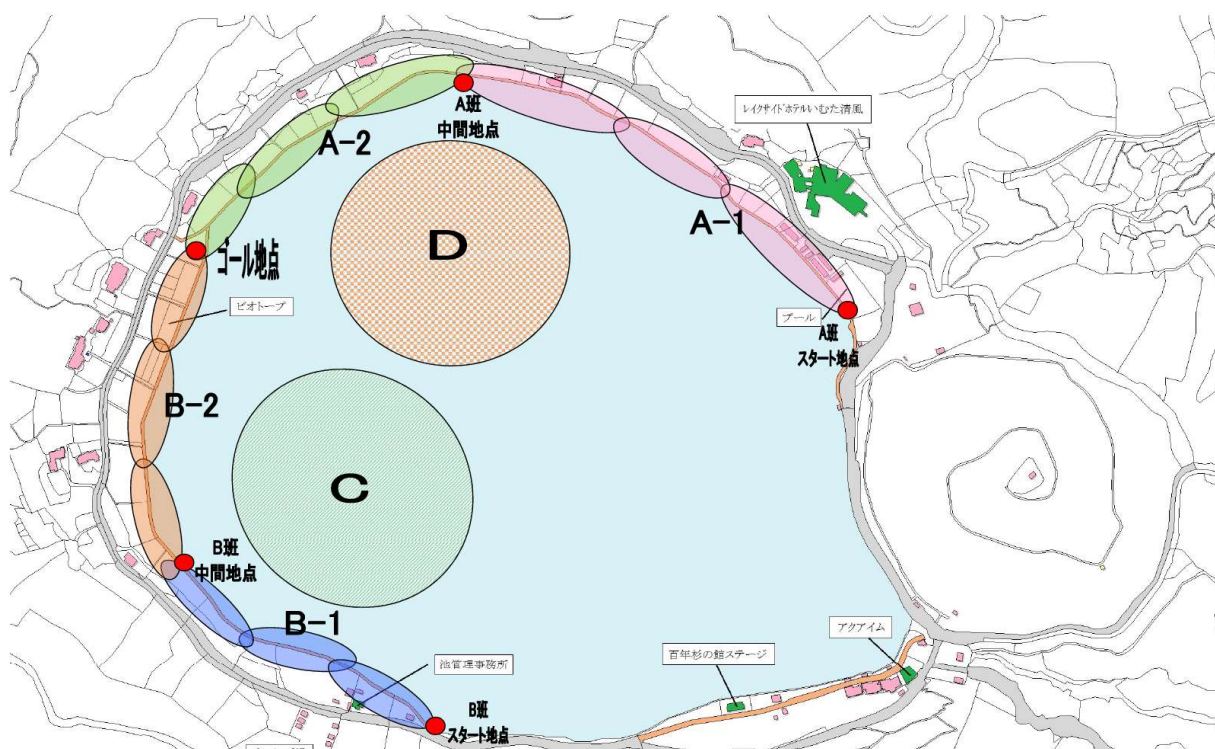 A班
中間地点
レイクサイドホテルいむた清風
A-2
A-1
D
ゴール地点
ビオトープ
プール
A班
スタート地点
B-2
C
B班
中間地点
B-1
アクアイム
百年杉の館ステージ
池管理事務所
B班
スタート地点